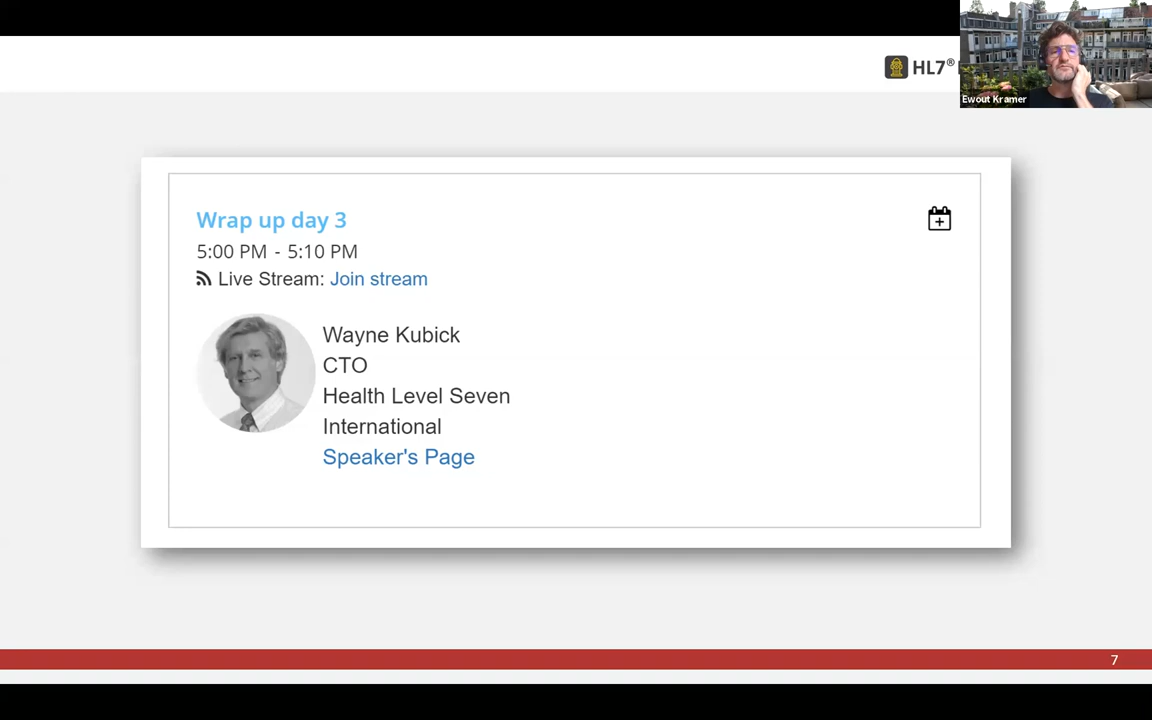 HL7®
Ewout Kramer
Wrap up day 3
5:00 PM - 5:10 PM
Live Stream: Join stream
Wayne Kubick
CTO
Health Level Seven
International
Speaker's Page
7